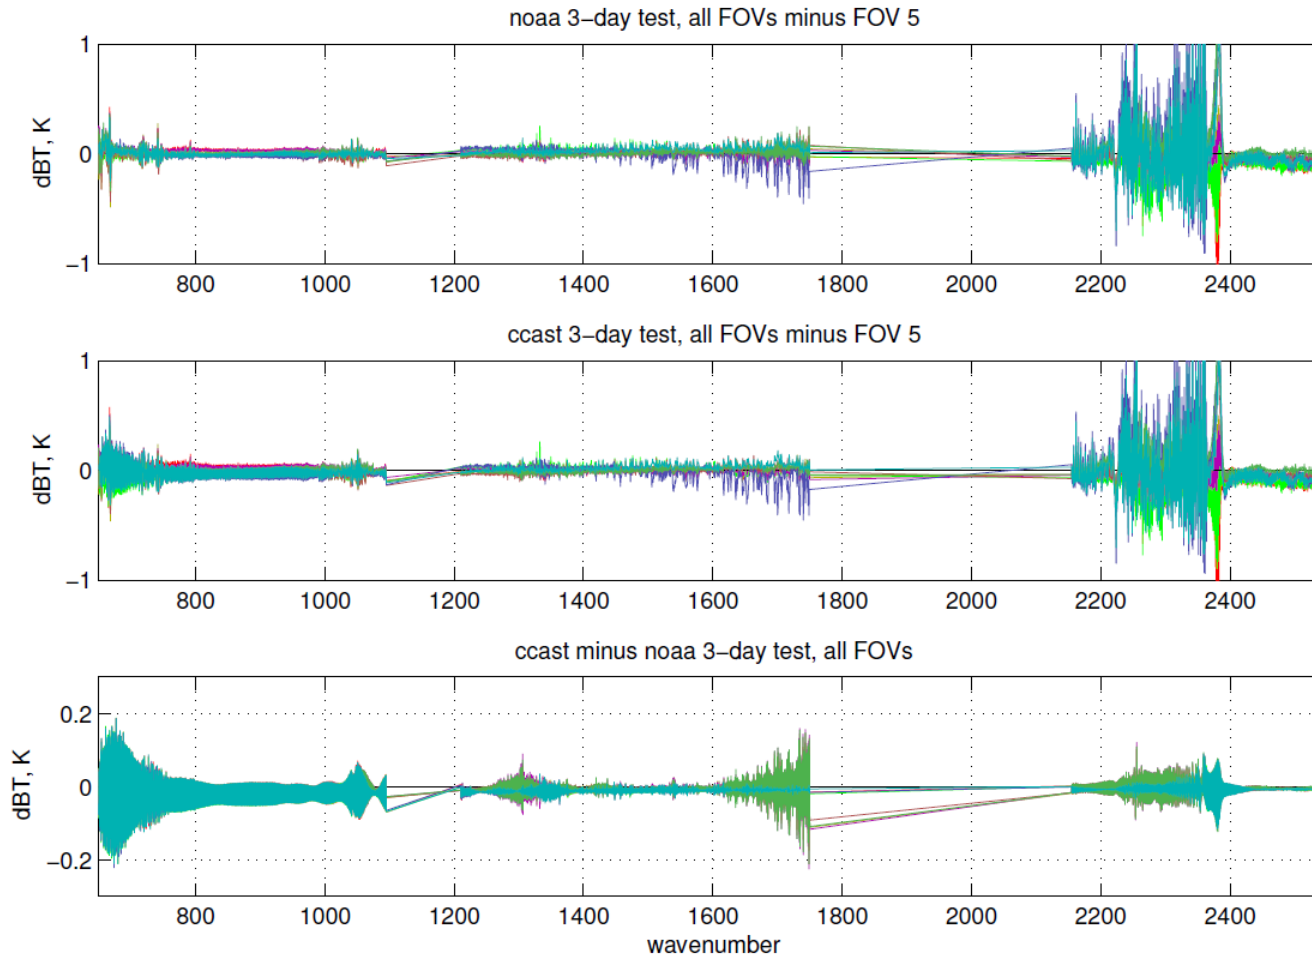 noaa 3−day test, all FOVs minus FOV 5
1
0
−1
dBT, K
800 1000 1200 1400 1600 1800 2000 2200 2400
ccast 3−day test, all FOVs minus FOV 5
1
0
−1
dBT, K
800 1000 1200 1400 1600 1800 2000 2200 2400
ccast minus noaa 3−day test, all FOVs
0.2
0
−0.2
dBT, K
800 1000 1200 1400 1600 1800 2000 2200 2400
wavenumber